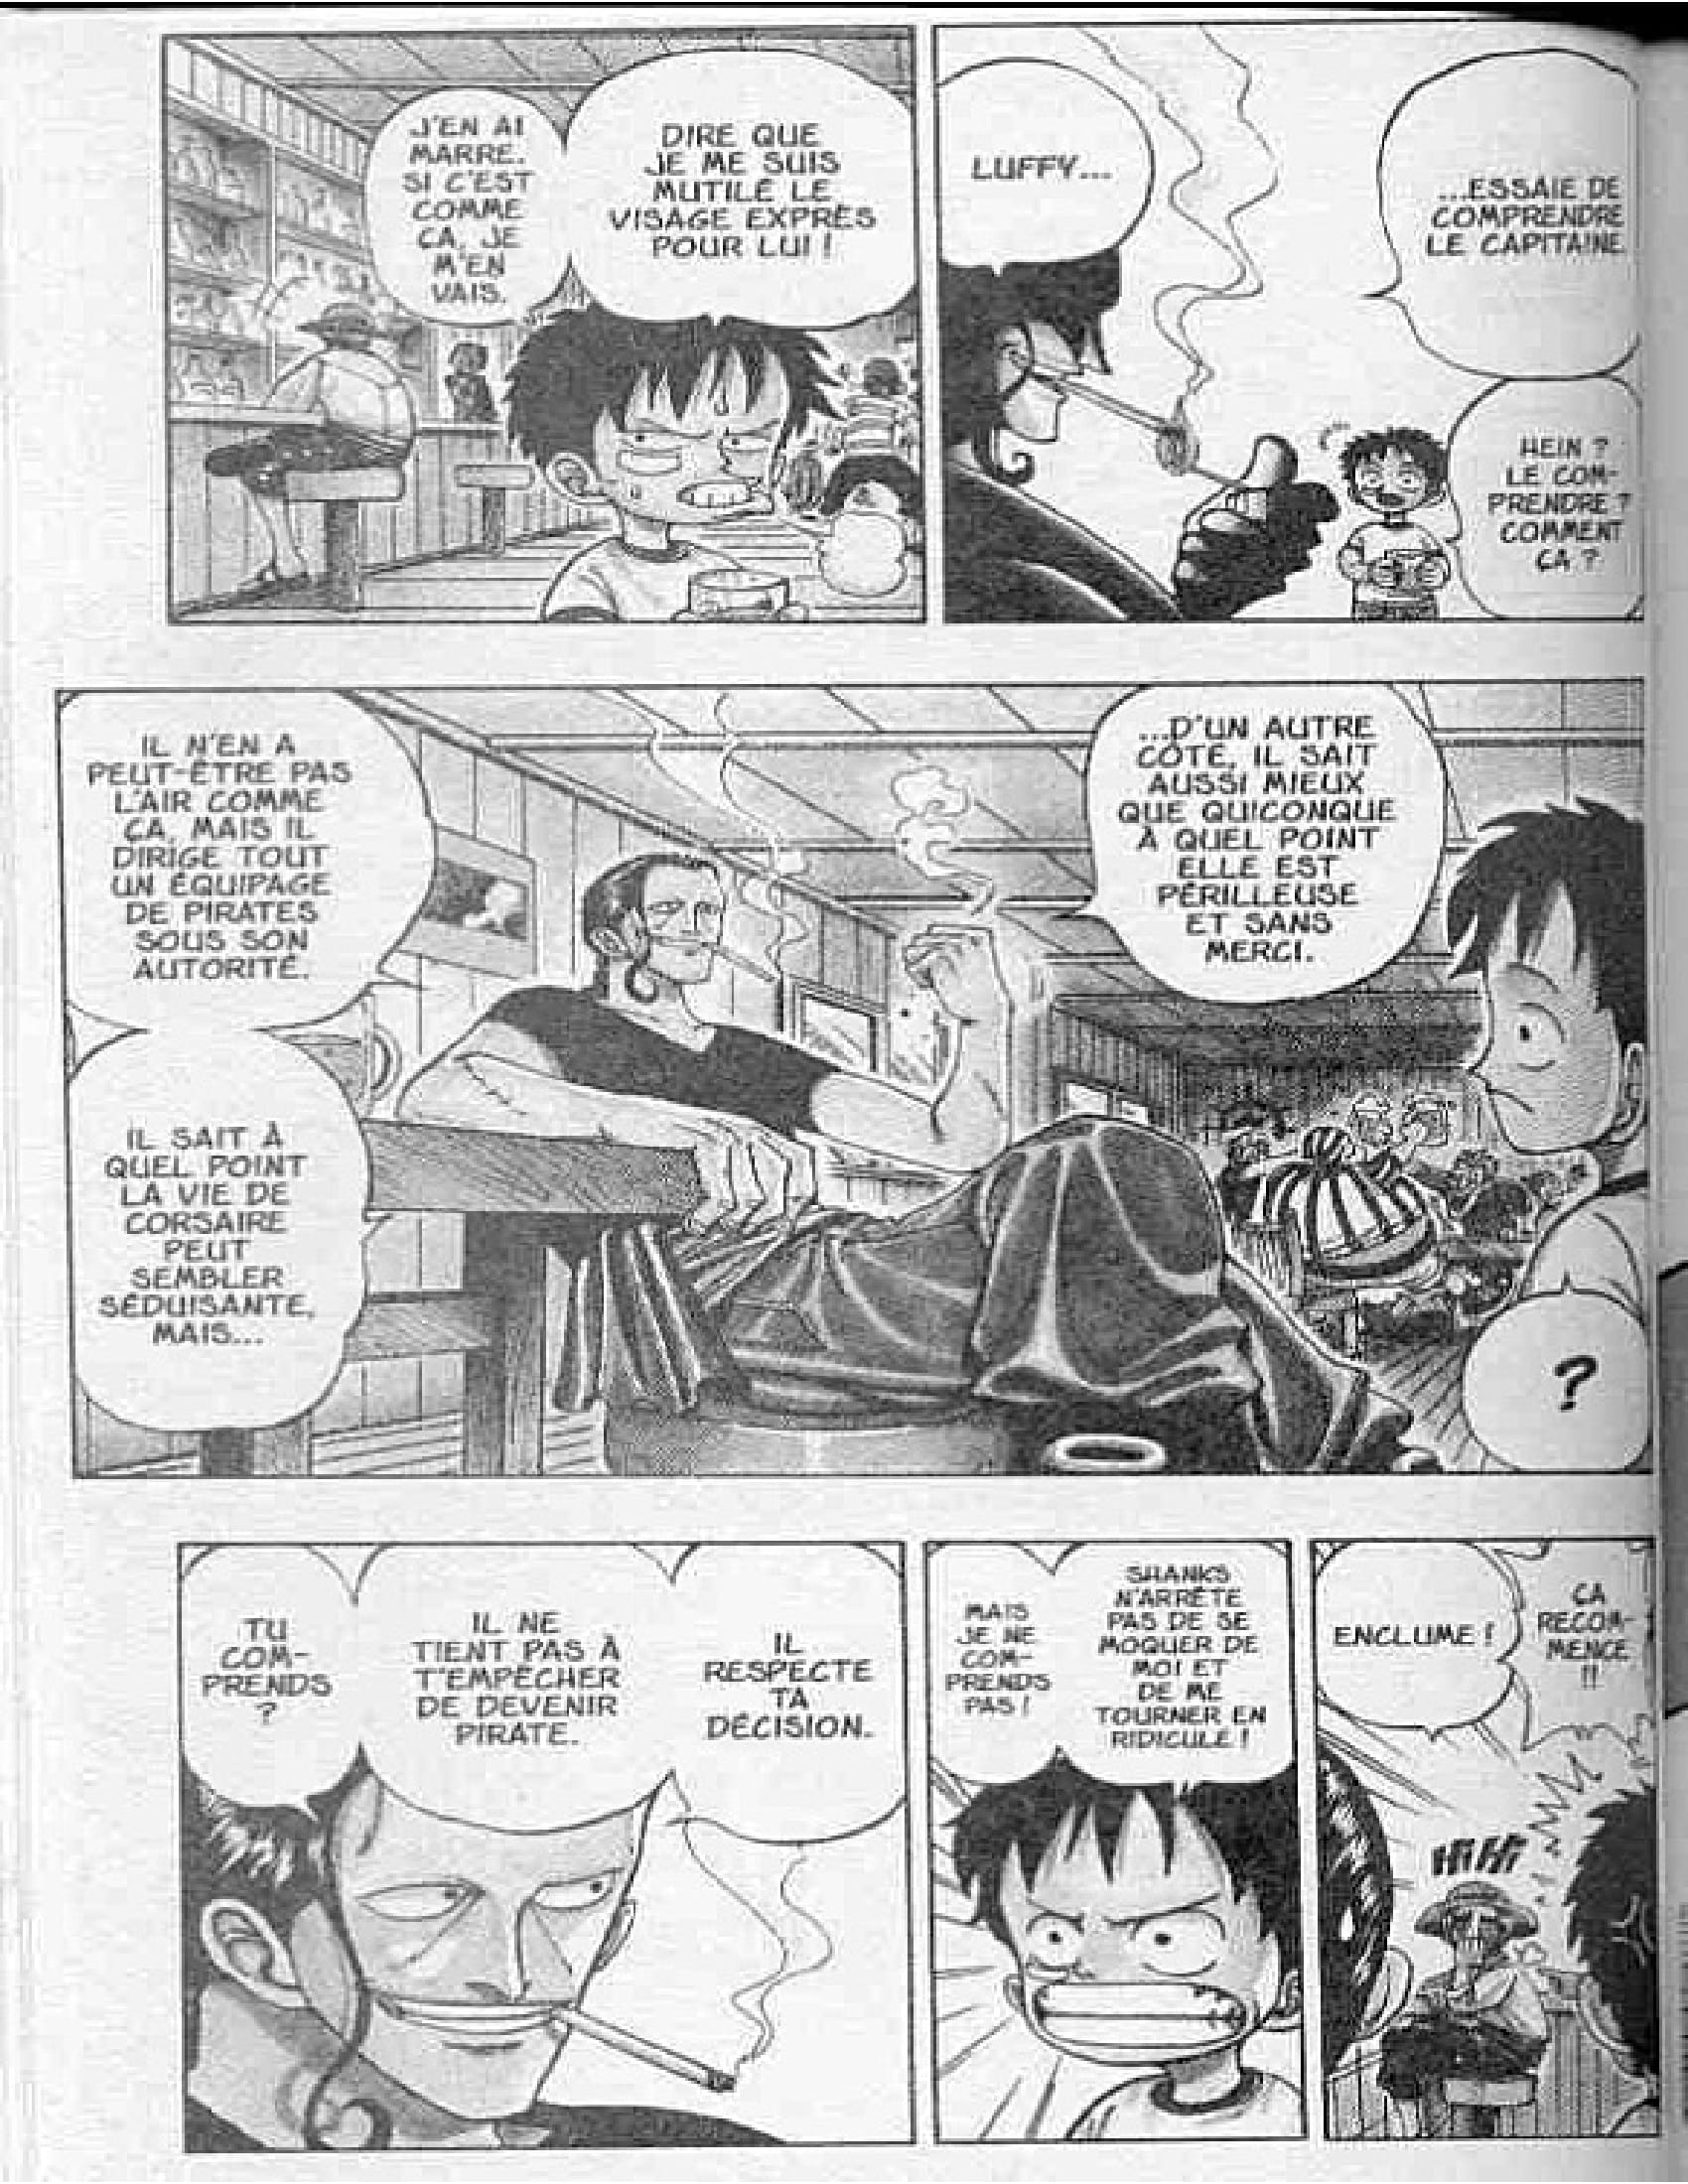 J'EN AI
MARRE.
SI C'EST
COMME
ÇA, JE
M'EN
VAIS.
DIRE QUE
JE ME SUIS
MUTILÉ LE
VISAGE EXPRÈS
POUR LUI !
LUFFY...
...ESSAIE DE
COMPRENDRE
LE CAPITAINE
HEIN ?
LE COM-
PRENDRE ?
COMMENT
ÇA ?
IL N'EN A
PEUT-ÊTRE PAS
L'AIR COMME
ÇA, MAIS IL
DIRIGE TOUT
UN ÉQUIPAGE
DE PIRATES
SOUS SON
AUTORITÉ.
IL SAIT À
QUEL POINT
LA VIE DE
CORSAIRE
PEUT
SEMBLER
SÉDUISANTE,
MAIS...
...D'UN AUTRE
CÔTÉ, IL SAIT
AUSSI MIEUX
QUE QUICONQUE
À QUEL POINT
ELLE EST
PÉRILLEUSE
ET SANS
MERCI.
?
TU
COM-
PRENDS
?
IL NE
TIENT PAS À
T'EMPÊCHER
DE DEVENIR
PIRATE.
IL
RESPECTE
TA
DÉCISION.
MAIS
JE NE
COM-
PRENDS
PAS !
SHANKS
N'ARRÊTE
PAS DE SE
MOQUER DE
MOI ET
DE ME
TOURNER EN
RIDICULE !
ENCLUME !
ÇA
RECOM-
MENCE
!!
HiHi